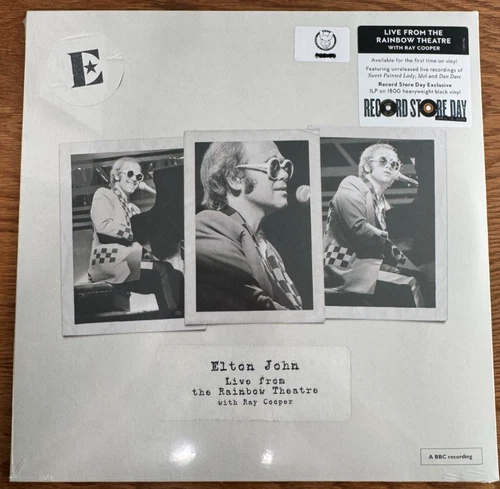 E
LIVE FROM THE
RAINBOW THEATRE
WITH RAY COOPER
Available for the first time on vinyl
Featuring unreleased live recordings of
Sweet Painted Lady, Idol and Dan Dare
Record Store Day Exclusive
1LP on 180G heavyweight black vinyl
RECORD STORE DAY
Elton John
Live from
the Rainbow Theatre
with Ray Cooper
A BBC recording